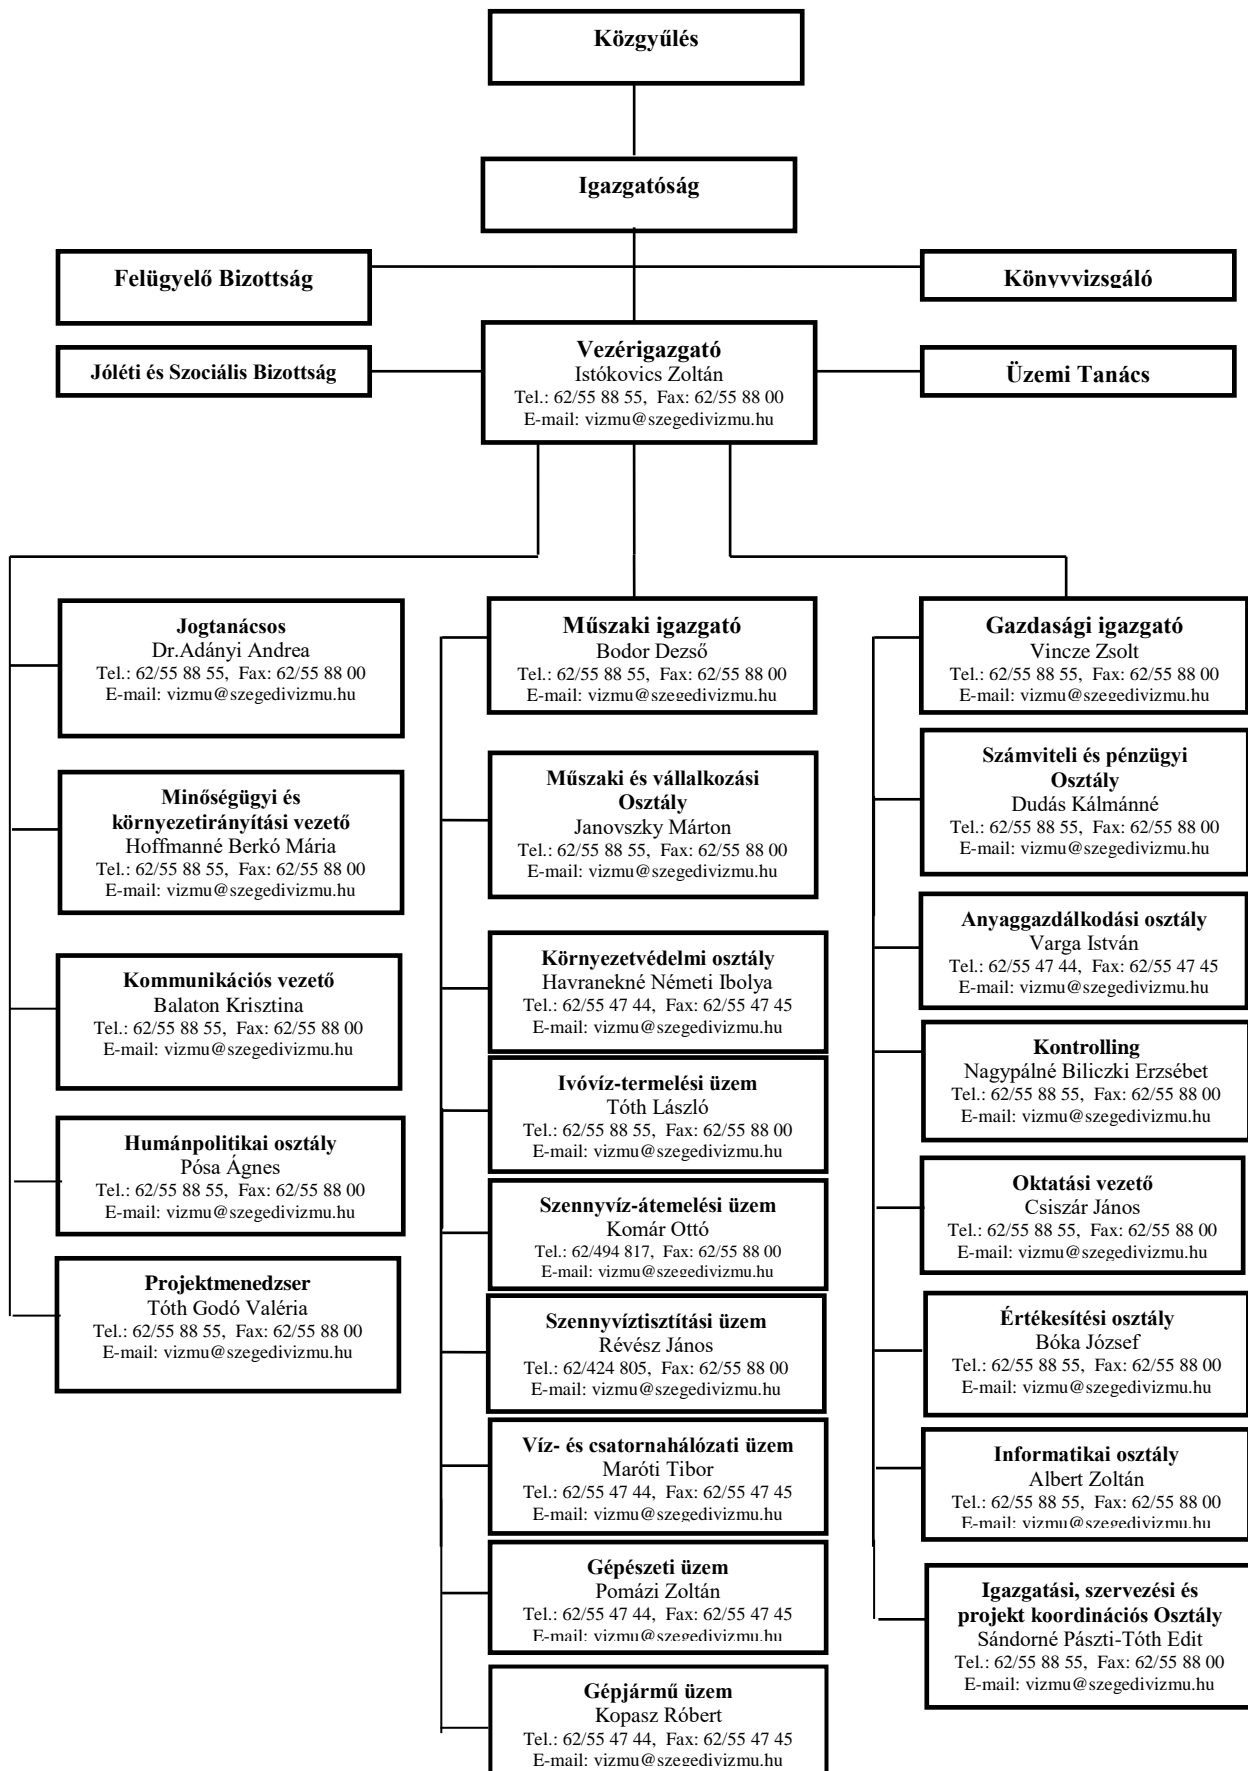 Közgyűlés
Igazgatóság
Felügyelő Bizottság
Könyvvizsgáló
Jóléti és Szociális Bizottság
Vezérigazgató
Istókovics Zoltán
Tel.: 62/55 88 55, Fax: 62/55 88 00
E-mail: vizmu@szegedivizmu.hu
Üzemi Tanács
Jogtanácsos
Dr.Adányi Andrea
Tel.: 62/55 88 55, Fax: 62/55 88 00
E-mail: vizmu@szegedivizmu.hu
Minőségügyi és
környezetirányítási vezető
Hoffmanné Berkó Mária
Tel.: 62/55 88 55, Fax: 62/55 88 00
E-mail: vizmu@szegedivizmu.hu
Kommunikációs vezető
Balaton Krisztina
Tel.: 62/55 88 55, Fax: 62/55 88 00
E-mail: vizmu@szegedivizmu.hu
Humánpolitikai osztály
Pósa Ágnes
Tel.: 62/55 88 55, Fax: 62/55 88 00
E-mail: vizmu@szegedivizmu.hu
Projektmenedzser
Tóth Godó Valéria
Tel.: 62/55 88 55, Fax: 62/55 88 00
E-mail: vizmu@szegedivizmu.hu
Műszaki igazgató
Bodor Dezső
Tel.: 62/55 88 55, Fax: 62/55 88 00
E-mail: vizmu@szegedivizmu.hu
Műszaki és vállalkozási
Osztály
Janovszky Márton
Tel.: 62/55 88 55, Fax: 62/55 88 00
E-mail: vizmu@szegedivizmu.hu
Környezetvédelmi osztály
Havranekné Németi Ibolya
Tel.: 62/55 47 44, Fax: 62/55 47 45
E-mail: vizmu@szegedivizmu.hu
Ivóvíz-termelési üzem
Tóth László
Tel.: 62/55 88 55, Fax: 62/55 88 00
E-mail: vizmu@szegedivizmu.hu
Szennyvíz-átemelési üzem
Komár Ottó
Tel.: 62/494 817, Fax: 62/55 88 00
E-mail: vizmu@szegedivizmu.hu
Szennyvíztisztítási üzem
Révész János
Tel.: 62/424 805, Fax: 62/55 88 00
E-mail: vizmu@szegedivizmu.hu
Víz- és csatornahálózati üzem
Maróti Tibor
Tel.: 62/55 47 44, Fax: 62/55 47 45
E-mail: vizmu@szegedivizmu.hu
Gépészeti üzem
Pomázi Zoltán
Tel.: 62/55 47 44, Fax: 62/55 47 45
E-mail: vizmu@szegedivizmu.hu
Gépjármű üzem
Kopasz Róbert
Tel.: 62/55 47 44, Fax: 62/55 47 45
E-mail: vizmu@szegedivizmu.hu
Gazdasági igazgató
Vincze Zsolt
Tel.: 62/55 88 55, Fax: 62/55 88 00
E-mail: vizmu@szegedivizmu.hu
Számviteli és pénzügyi
Osztály
Dudás Kálmánné
Tel.: 62/55 88 55, Fax: 62/55 88 00
E-mail: vizmu@szegedivizmu.hu
Anyaggazdálkodási osztály
Varga István
Tel.: 62/55 47 44, Fax: 62/55 47 45
E-mail: vizmu@szegedivizmu.hu
Kontrolling
Nagypálné Biliczki Erzsébet
Tel.: 62/55 88 55, Fax: 62/55 88 00
E-mail: vizmu@szegedivizmu.hu
Oktatási vezető
Csiszár János
Tel.: 62/55 88 55, Fax: 62/55 88 00
E-mail: vizmu@szegedivizmu.hu
Értékesítési osztály
Bóka József
Tel.: 62/55 88 55, Fax: 62/55 88 00
E-mail: vizmu@szegedivizmu.hu
Informatikai osztály
Albert Zoltán
Tel.: 62/55 88 55, Fax: 62/55 88 00
E-mail: vizmu@szegedivizmu.hu
Igazgatási, szervezési és
projekt koordinációs Osztály
Sándorné Pászti-Tóth Edit
Tel.: 62/55 88 55, Fax: 62/55 88 00
E-mail: vizmu@szegedivizmu.hu